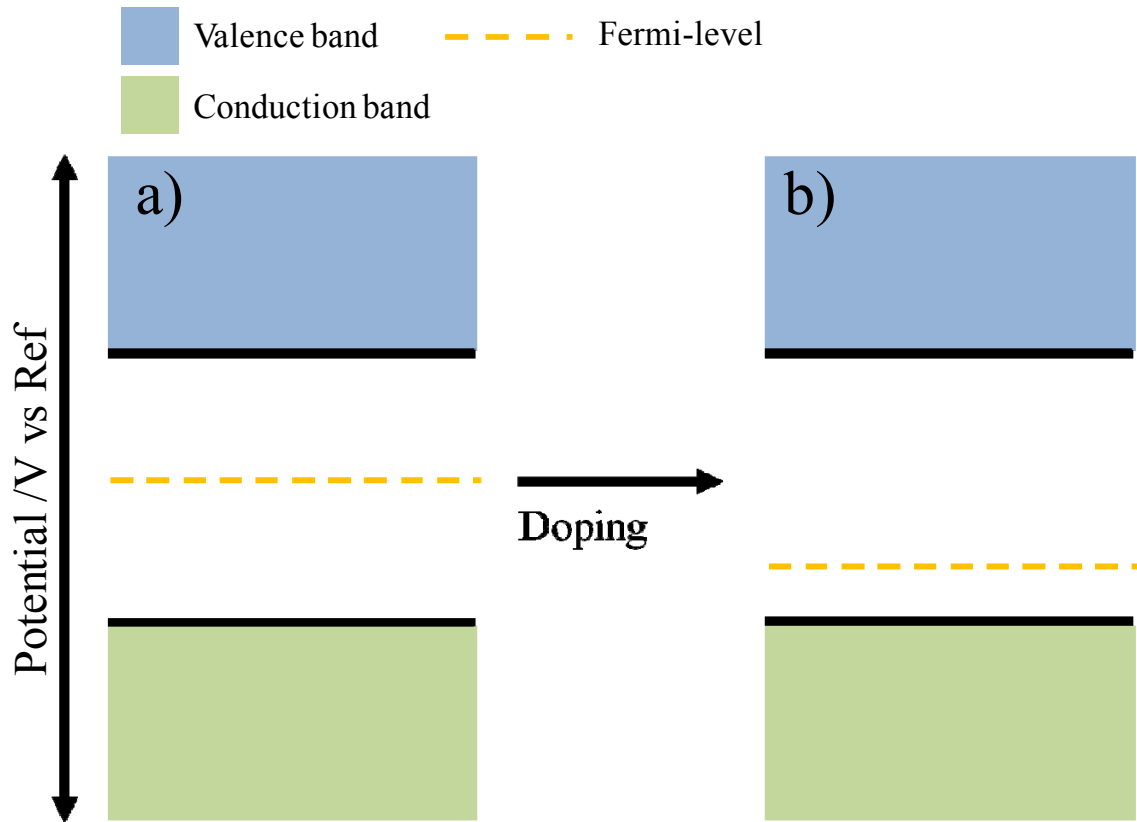 Valence band
Fermi-level
Conduction band
a)
b)
Potential /V vs Ref
Doping